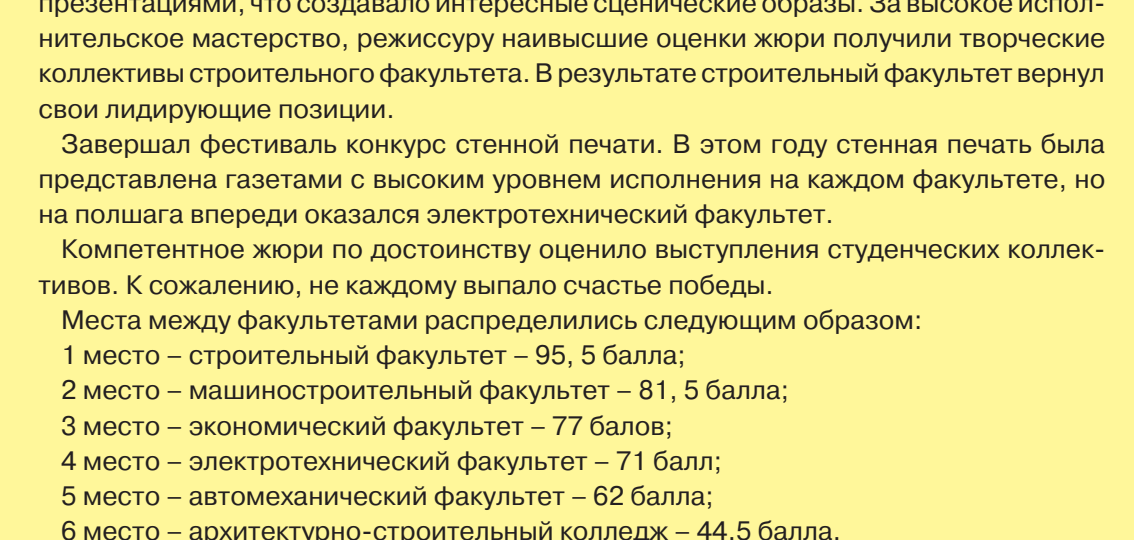 презентациями, что создавало интересные сценические образы. За высокое испол-
нительское мастерство, режиссуру наивысшие оценки жюри получили творческие
коллективы строительного факультета. В результате строительный факультет вернул
свои лидирующие позиции.
Завершал фестиваль конкурс стенной печати. В этом году стенная печать была
представлена газетами с высоким уровнем исполнения на каждом факультете, но
на полшага впереди оказался электротехнический факультет.
Компетентное жюри по достоинству оценило выступления студенческих коллек-
тивов. К сожалению, не каждому выпало счастье победы.
Места между факультетами распределились следующим образом:
1 место – строительный факультет – 95, 5 балла;
2 место – машиностроительный факультет – 81, 5 балла;
3 место – экономический факультет – 77 балов;
4 место – электротехнический факультет – 71 балл;
5 место – автомеханический факультет – 62 балла;
6 место – архитектурно-строительный колледж – 44,5 балла.